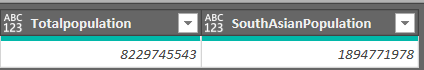 ABC 123 Totalpopulation ABC 123 SouthAsianPopulation
8229745543 1894771978